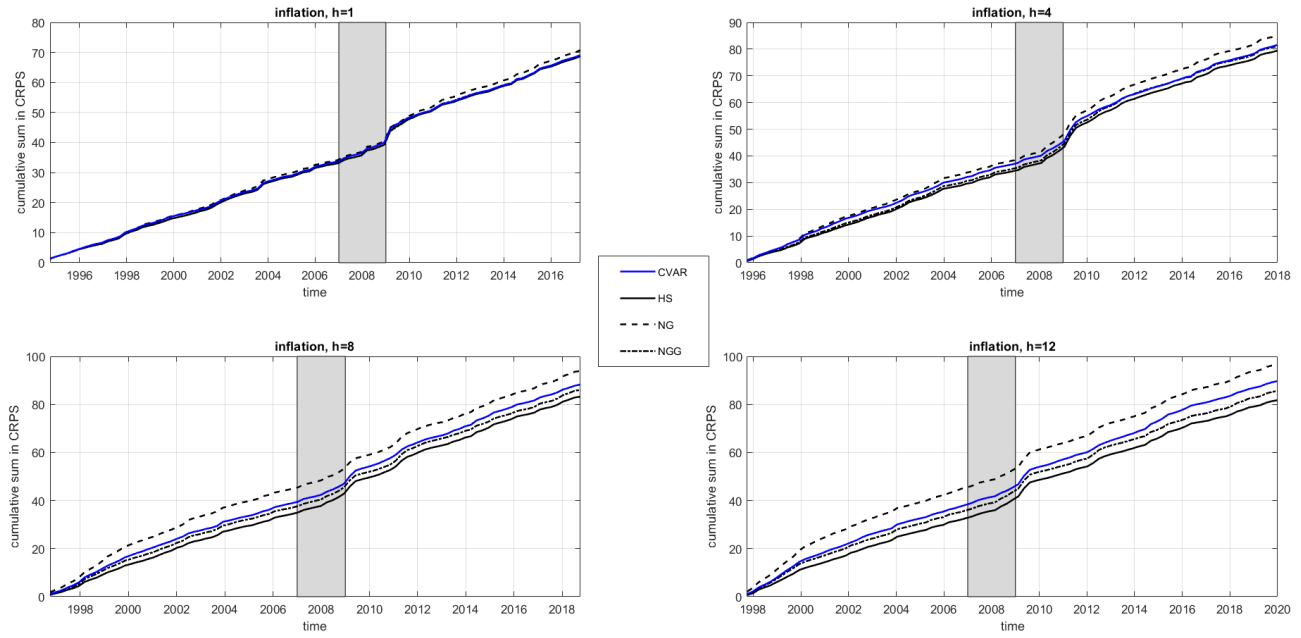 inflation, h=1
80
70
60
50
40
30
20
10
0
cumulative sum in CRPS
1996 1998 2000 2002 2004 2006 2008 2010 2012 2014 2016
time
inflation, h=4
90
80
70
60
50
40
30
20
10
0
cumulative sum in CRPS
1996 1998 2000 2002 2004 2006 2008 2010 2012 2014 2016 2018
time
CVAR
HS
NG
NGG
inflation, h=8
100
80
60
40
20
0
cumulative sum in CRPS
1998 2000 2002 2004 2006 2008 2010 2012 2014 2016 2018
time
inflation, h=12
100
80
60
40
20
0
cumulative sum in CRPS
1998 2000 2002 2004 2006 2008 2010 2012 2014 2016 2018 2020
time